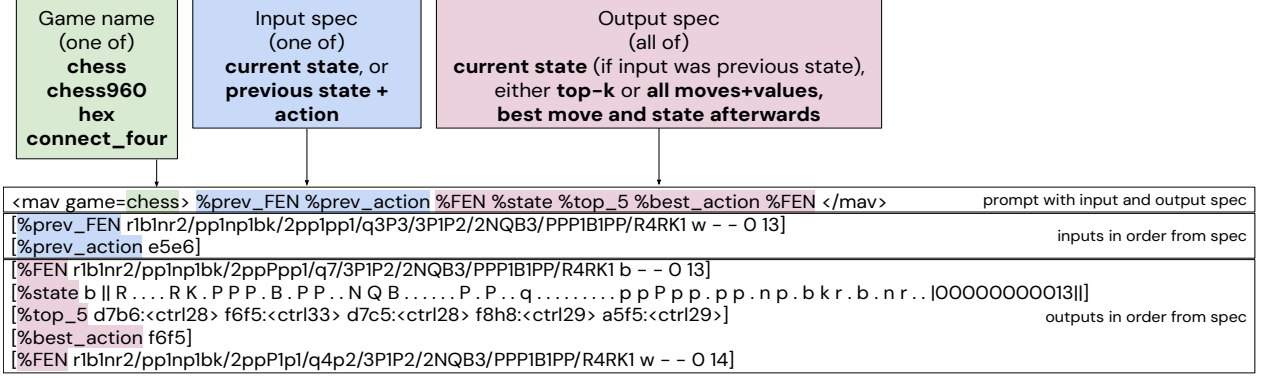 Game name
(one of)
chess
chess960
hex
connect_four
Input spec
(one of)
current state, or
previous state +
action
Output spec
(all of)
current state (if input was previous state),
either top-k or all moves+values,
best move and state afterwards
<mav game=chess> %prev_FEN %prev_action %FEN %state %top_5 %best_action %FEN </mav> prompt with input and output spec
[%prev_FEN r1b1nr2/pp1np1bk/2pp1pp1/q3P3/3P1P2/2NQB3/PPP1B1PP/R4RK1 w - - 0 13]
[%prev_action e5e6]
inputs in order from spec
[%FEN r1b1nr2/pp1np1bk/2ppPpp1/q7/3P1P2/2NQB3/PPP1B1PP/R4RK1 b - - 0 13]
[%state b || R . . . . R K . P P P . B . P P . . N Q B . . . . . . P . P . . q . . . . . . . . . p p P p p . p p . n p . b k r . b . n r . . |00000000013||]
[%top_5 d7b6:<ctrl28> f6f5:<ctrl33> d7c5:<ctrl28> f8h8:<ctrl29> a5f5:<ctrl29>]
outputs in order from spec
[%best_action f6f5]
[%FEN r1b1nr2/pp1np1bk/2ppP1p1/q4p2/3P1P2/2NQB3/PPP1B1PP/R4RK1 w - - 0 14]